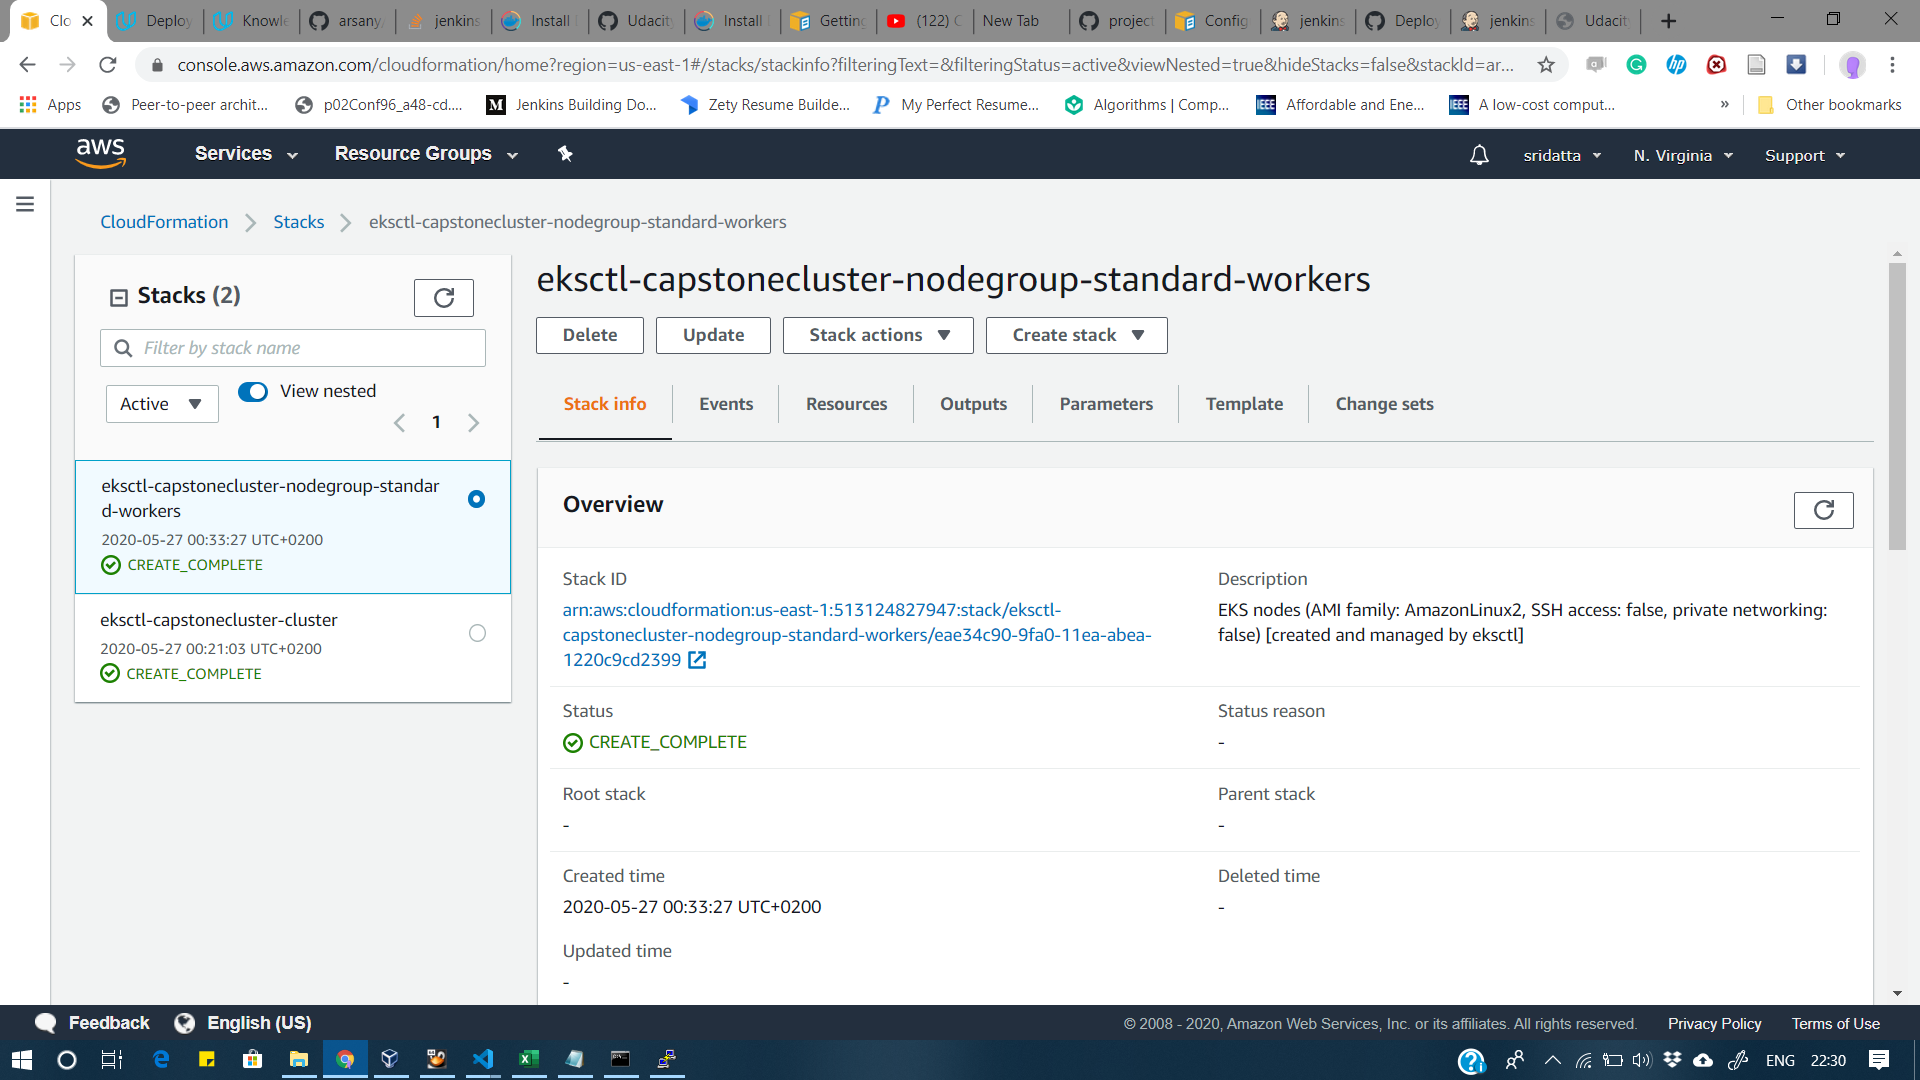 Clo
Deploy
Knowle
arsany
jenkins
Install
Udacity
Install
Getting
(122)
New Tab
project
Config
jenkins
Deploy
jenkins
Udacit
console.aws.amazon.com/cloudformation/home?region=us-east-1#/stacks/stackinfo?filteringText=&filteringStatus=active&viewNested=true&hideStacks=false&stackId=ar...
Apps
Peer-to-peer archit...
p02Conf96_a48-cd....
Jenkins Building Do...
Zety Resume Builde...
My Perfect Resume...
Algorithms | Comp...
Affordable and Ene...
A low-cost comput...
»
Other bookmarks
aws
Services
Resource Groups
sridatta
N. Virginia
Support
CloudFormation
Stacks
eksctl-capstonecluster-nodegroup-standard-workers
Stacks (2)
Filter by stack name
Active
View nested
1
eksctl-capstonecluster-nodegroup-standar
d-workers
2020-05-27 00:33:27 UTC+0200
CREATE_COMPLETE
eksctl-capstonecluster-cluster
2020-05-27 00:21:03 UTC+0200
CREATE_COMPLETE
eksctl-capstonecluster-nodegroup-standard-workers
Delete
Update
Stack actions
Create stack
Stack info
Events
Resources
Outputs
Parameters
Template
Change sets
Overview
Stack ID
arn:aws:cloudformation:us-east-1:513124827947:stack/eksctl-
capstonecluster-nodegroup-standard-workers/eae34c90-9fa0-11ea-abea-
1220c9cd2399
Description
EKS nodes (AMI family: AmazonLinux2, SSH access: false, private networking:
false) [created and managed by eksctl]
Status
CREATE_COMPLETE
Status reason
-
Root stack
-
Parent stack
-
Created time
2020-05-27 00:33:27 UTC+0200
Deleted time
-
Updated time
-
Feedback
English (US)
© 2008 - 2020, Amazon Web Services, Inc. or its affiliates. All rights reserved.
Privacy Policy
Terms of Use
ENG
22:30